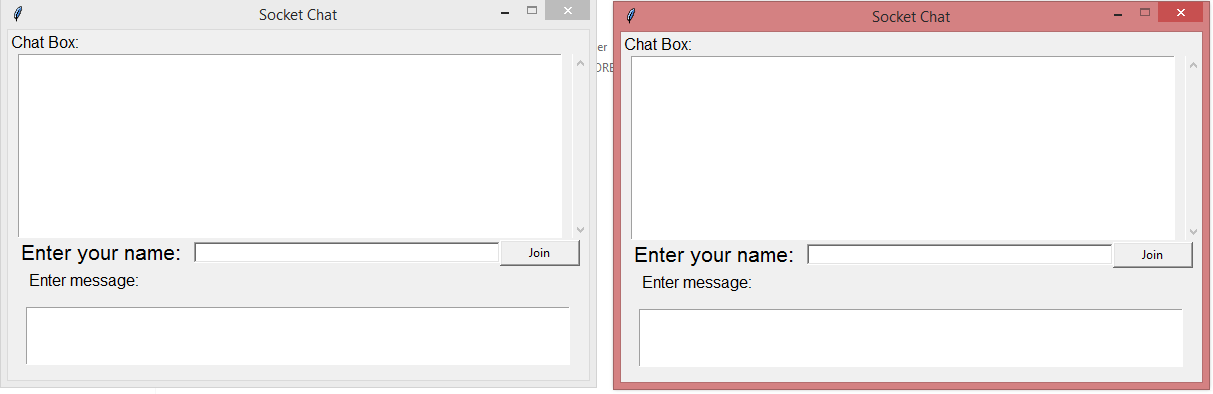 Socket Chat
Chat Box:
Enter your name:
Join
Enter message:
er
ORE
Socket Chat
Chat Box:
Enter your name:
Join
Enter message: